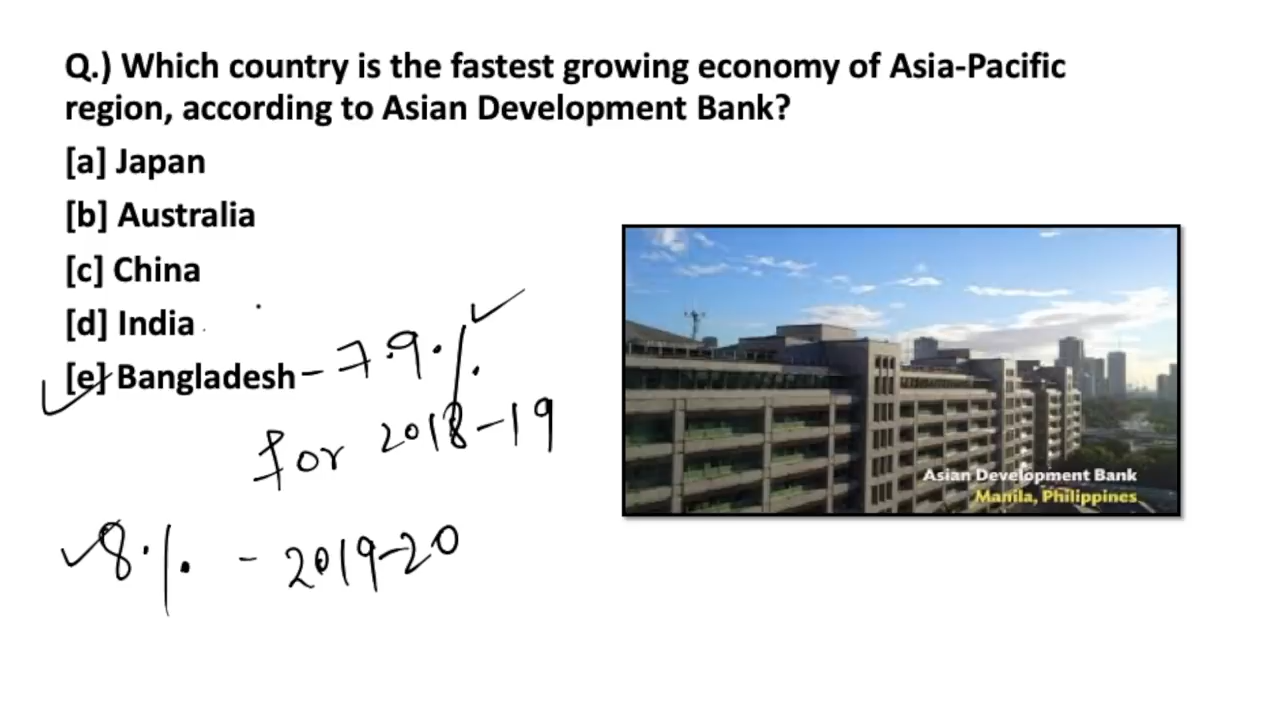 Q.) Which country is the fastest growing economy of Asia-Pacific
region, according to Asian Development Bank?
[a] Japan
[b] Australia
[c] China
[d] India
[e] Bangladesh - 7.9%
for 2018-19
8% - 2019-20
Asian Development Bank
Manila, Philippines